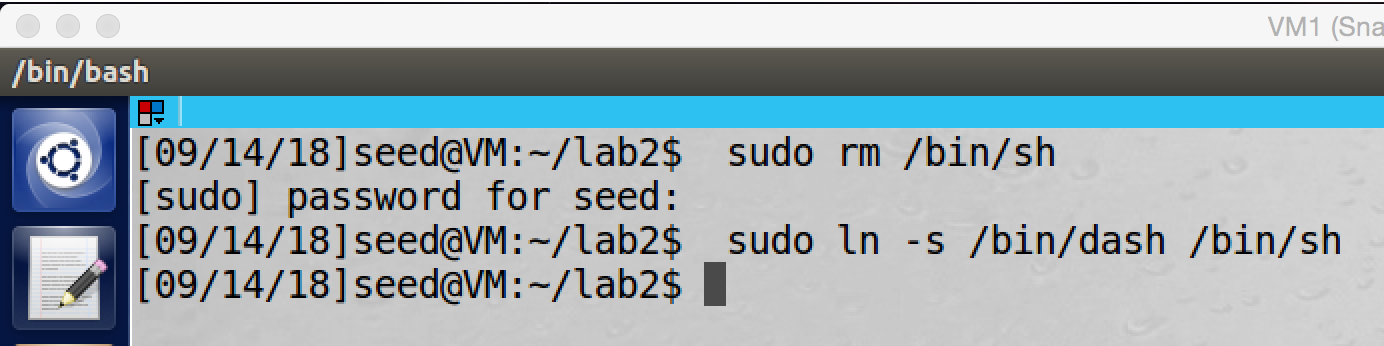 VM1 (Sna
/bin/bash
[09/14/18]seed@VM:~/lab2$  sudo rm /bin/sh
[sudo] password for seed:
[09/14/18]seed@VM:~/lab2$  sudo ln -s /bin/dash /bin/sh
[09/14/18]seed@VM:~/lab2$